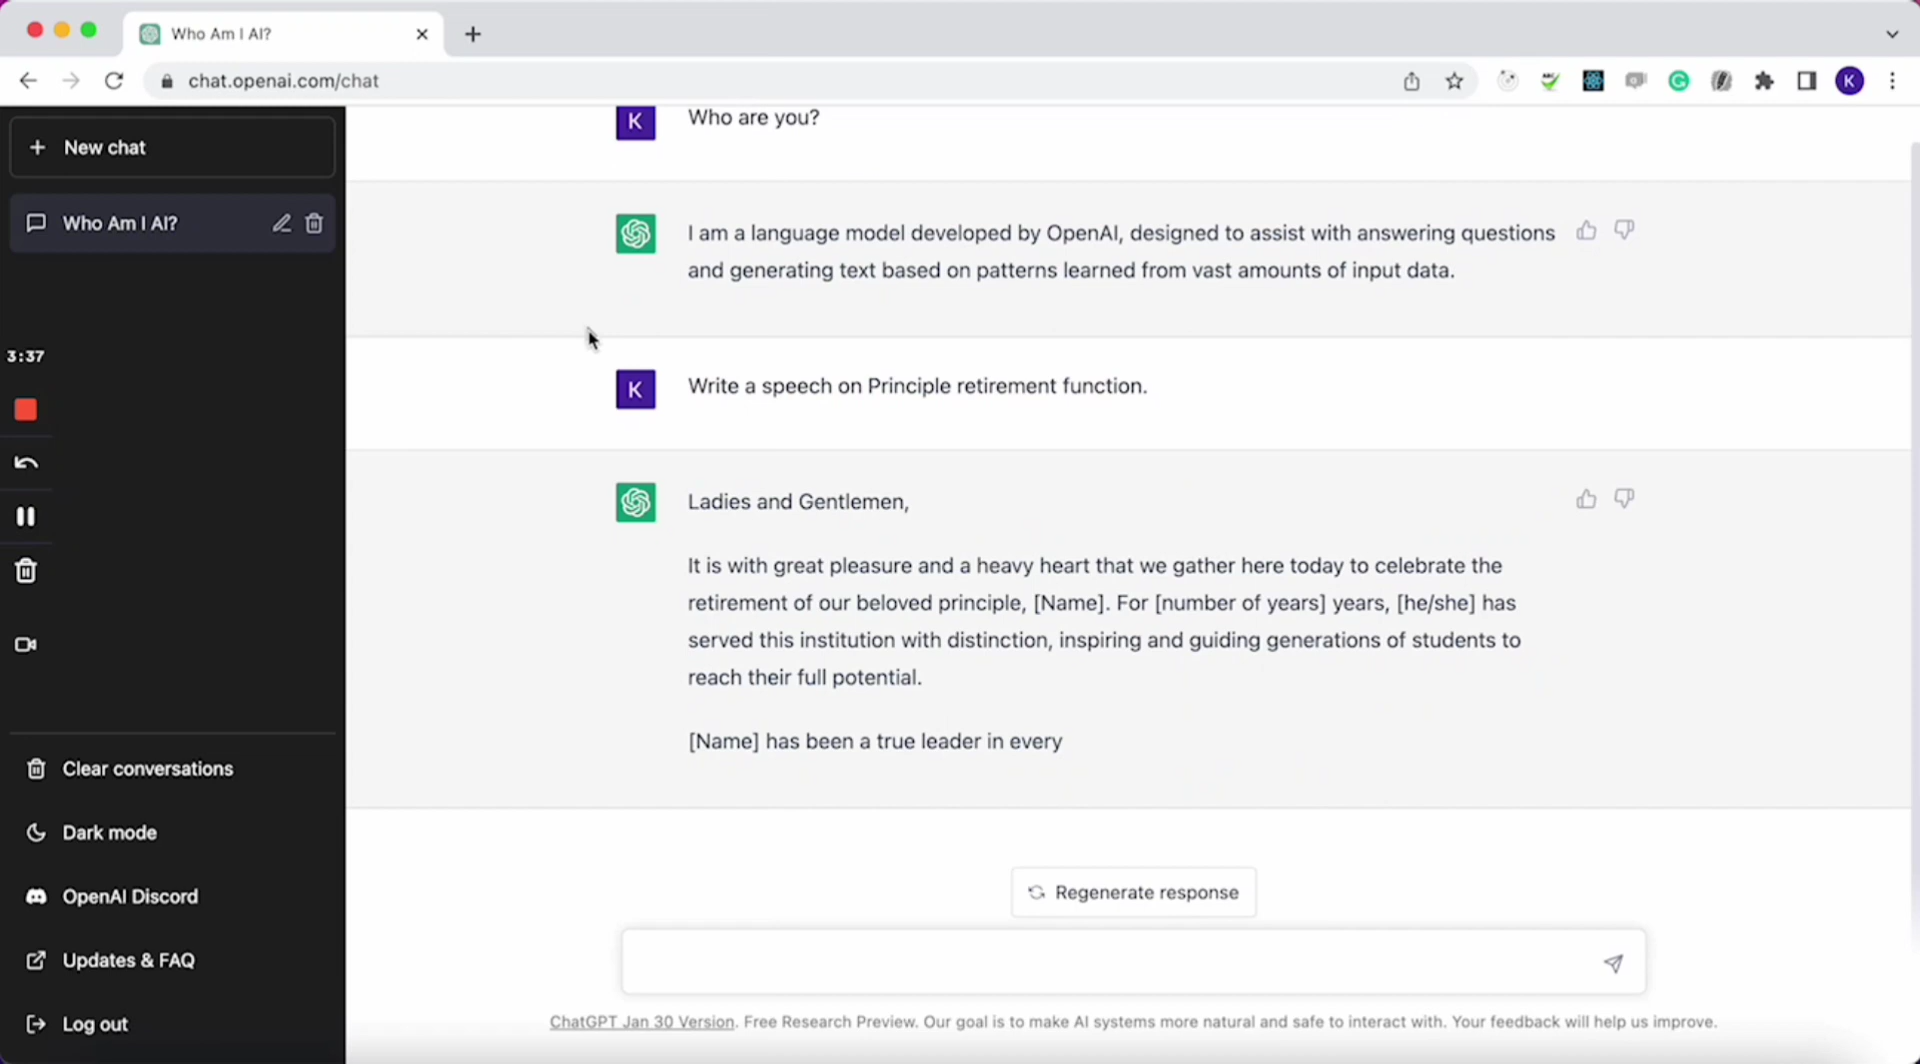 Who Am I AI?
chat.openai.com/chat
K
New chat
Who Am I AI?
3:37
Clear conversations
Dark mode
OpenAI Discord
Updates & FAQ
Log out
K
Who are you?
I am a language model developed by OpenAI, designed to assist with answering questions
and generating text based on patterns learned from vast amounts of input data.
K
Write a speech on Principle retirement function.
Ladies and Gentlemen,
It is with great pleasure and a heavy heart that we gather here today to celebrate the
retirement of our beloved principle, [Name]. For [number of years] years, [he/she] has
served this institution with distinction, inspiring and guiding generations of students to
reach their full potential.
[Name] has been a true leader in every
Regenerate response
ChatGPT Jan 30 Version. Free Research Preview. Our goal is to make AI systems more natural and safe to interact with. Your feedback will help us improve.